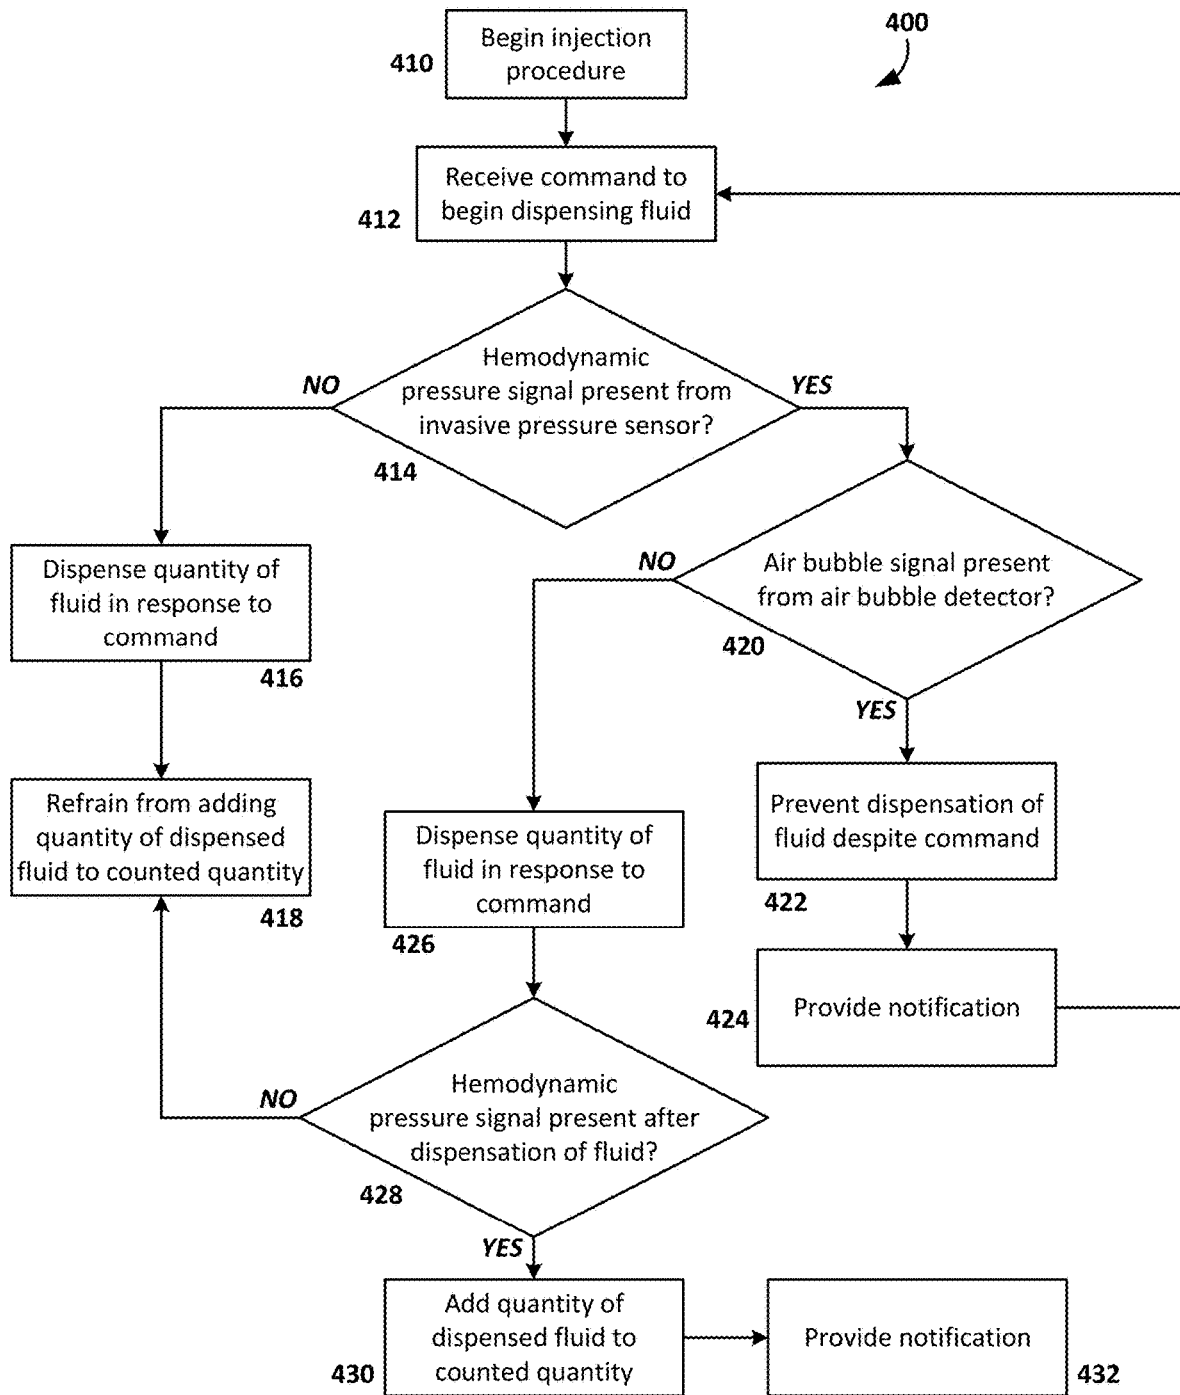 400
Begin injection
procedure
410
Receive command to
begin dispensing fluid
412
Hemodynamic
pressure signal present from
invasive pressure sensor?
NO
YES
414
Dispense quantity of
fluid in response to
command
416
Air bubble signal present
from air bubble detector?
NO
420
YES
Refrain from adding
quantity of dispensed
fluid to counted quantity
418
Prevent dispensation of
fluid despite command
422
Dispense quantity of
fluid in response to
command
426
Provide notification
424
Hemodynamic
pressure signal present after
dispensation of fluid?
NO
428
YES
Add quantity of
dispensed fluid to
counted quantity
430
Provide notification
432